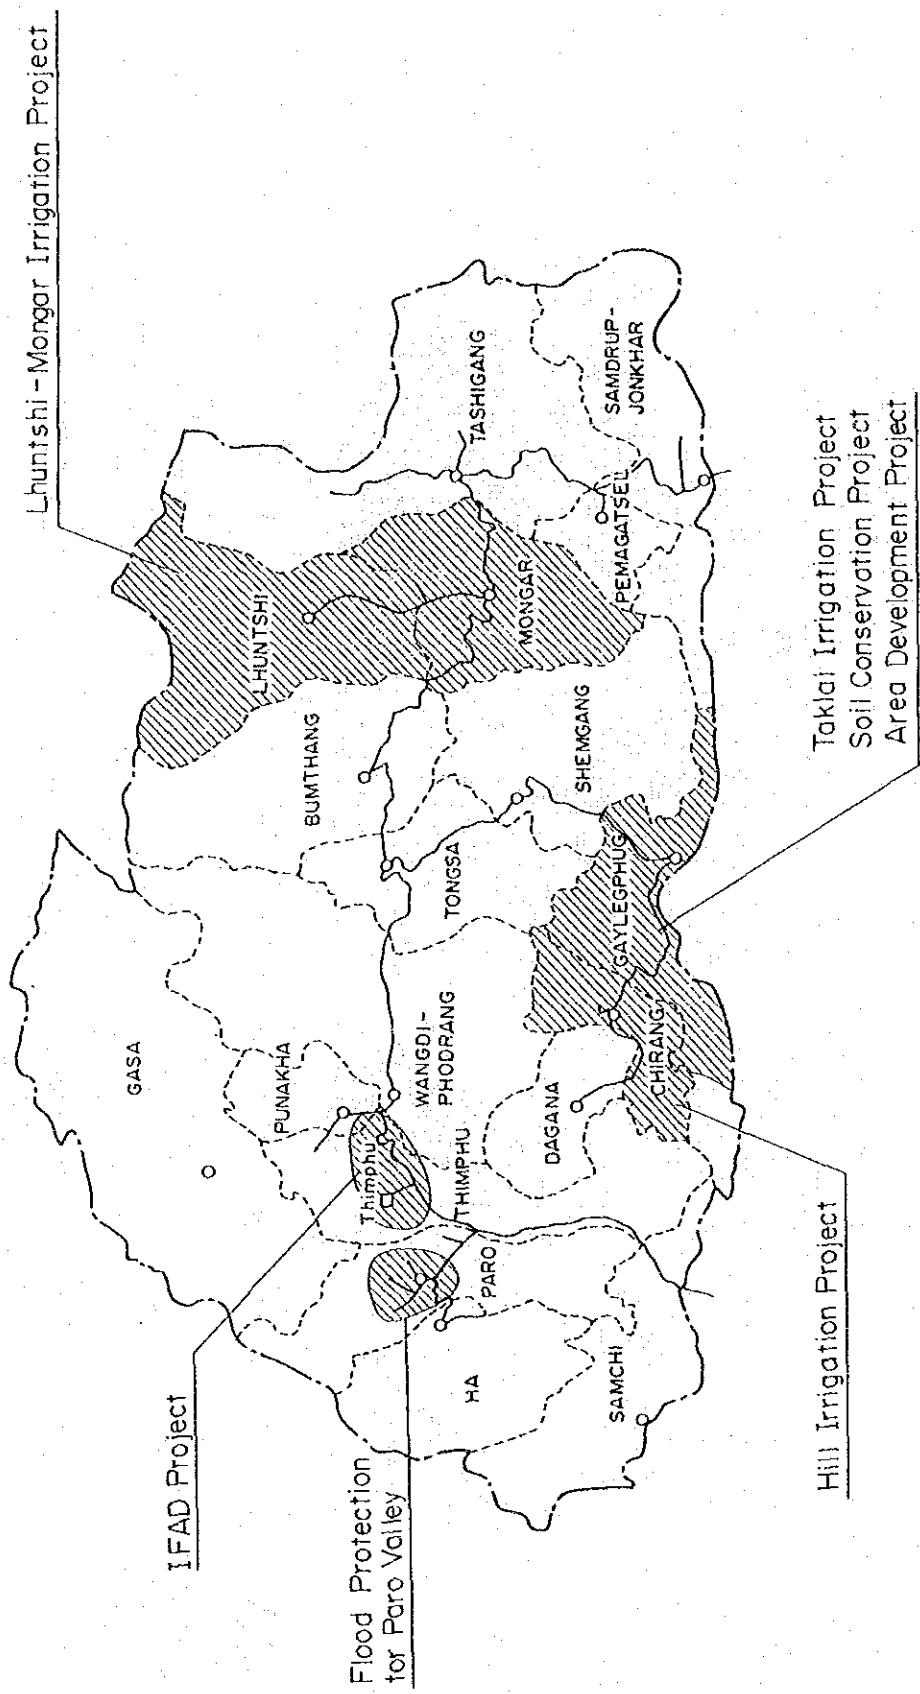 Lhuntshi-Mongar Irrigation Project
I.FAD Project
Flood Protection
tor Paro Valley
GASA
PUNAKHA
Thimphu
THIMPHU
WANGDI-
PHODRANG
PARO
HA
SAMCHI
DAGANA
CHIRANG
GAYLEGPHUG
TONGSA
BUMTHANG
SHEMGANG
LHUNTSHI
MONGAR
TASHIGANG
PEMAGATSEL
SAMDRUP-
JONKHAR
Hill Irrigation Project
Taklai Irrigation Project
Soil Conservation Project
Area Development Project